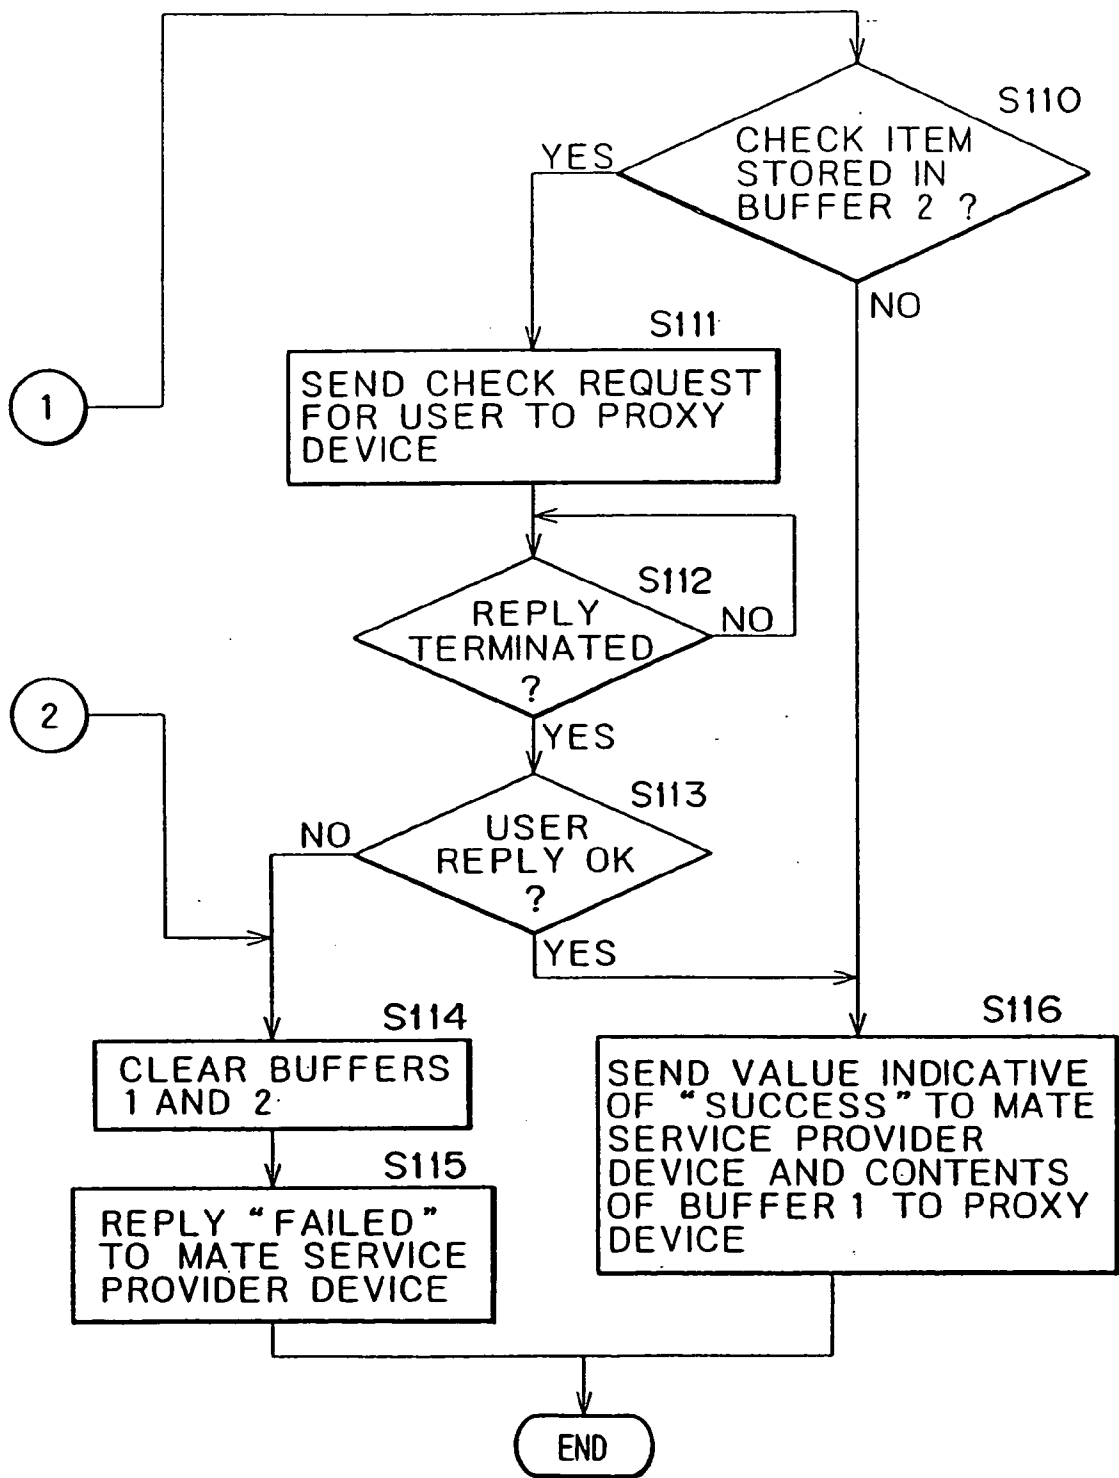 S110
CHECK ITEM
STORED IN
BUFFER 2 ?
YES
NO
S111
SEND CHECK REQUEST
FOR USER TO PROXY
DEVICE
1
S112
REPLY
TERMINATED
?
NO
YES
2
S113
USER
REPLY OK
?
NO
YES
S114
CLEAR BUFFERS
1 AND 2
S115
REPLY "FAILED"
TO MATE SERVICE
PROVIDER DEVICE
S116
SEND VALUE INDICATIVE
OF "SUCCESS" TO MATE
SERVICE PROVIDER
DEVICE AND CONTENTS
OF BUFFER 1 TO PROXY
DEVICE
END